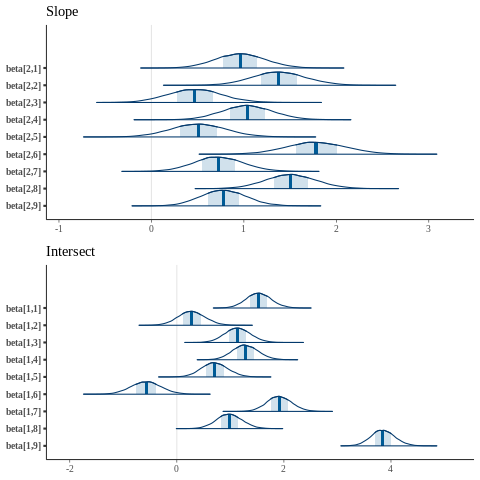 Slope
beta[2,1]
beta[2,2]
beta[2,3]
beta[2,4]
beta[2,5]
beta[2,6]
beta[2,7]
beta[2,8]
beta[2,9]
-1 0 1 2 3
Intersect
beta[1,1]
beta[1,2]
beta[1,3]
beta[1,4]
beta[1,5]
beta[1,6]
beta[1,7]
beta[1,8]
beta[1,9]
-2 0 2 4